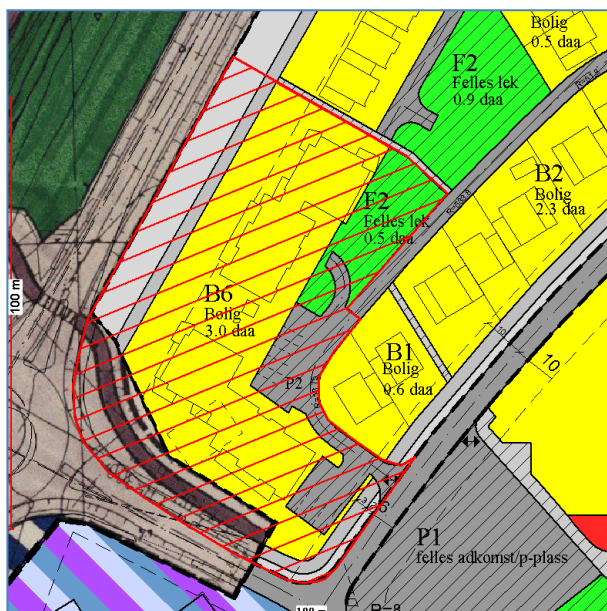 Bolig
0.5 daa
F2
Felles lek
0.9 daa
B2
Bolig
2.3 daa
F2
Felles lek
0.5 daa
B6
Bolig
3.0 daa
100 m
10
10
B1
Bolig
0.6 daa
P2
P1
felles adkomst/p-plass
R=8